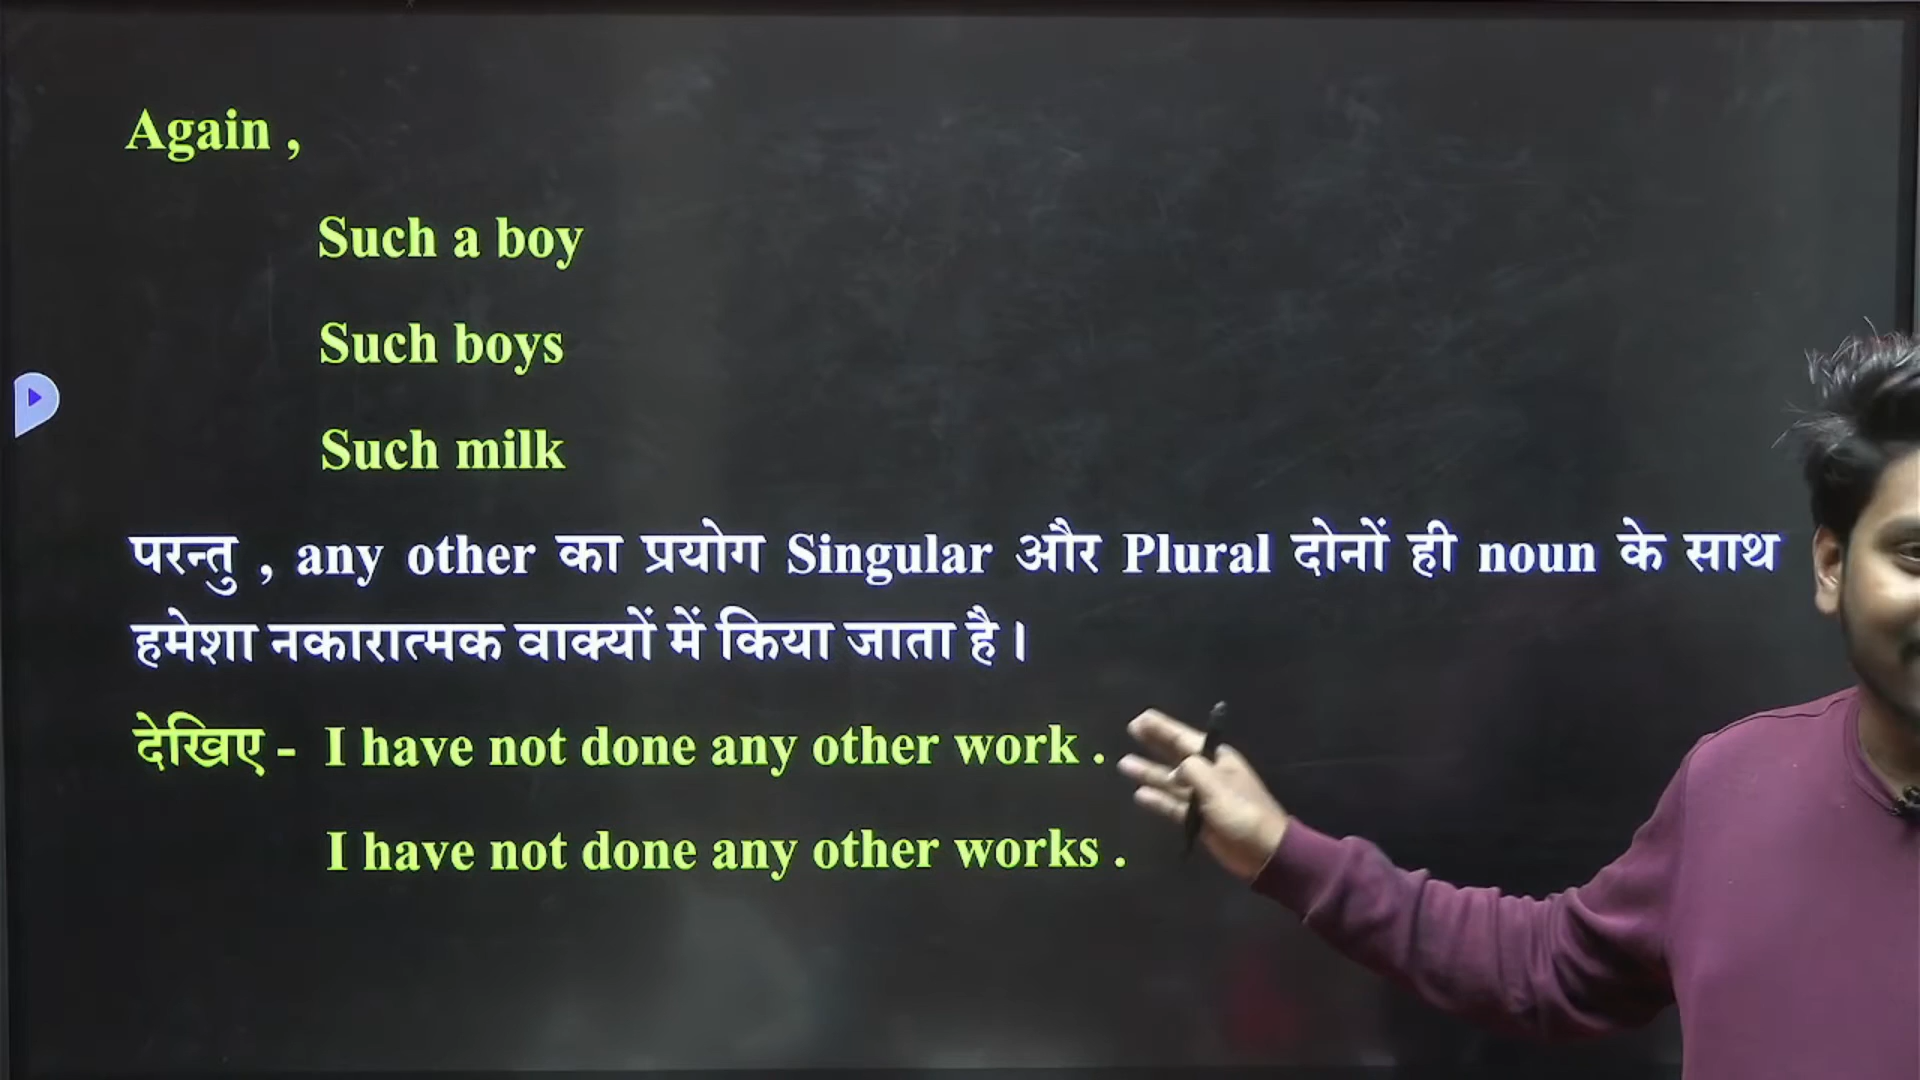 Again ,
Such a boy
Such boys
Such milk
परन्तु , any other का प्रयोग Singular और Plural दोनों ही noun के साथ
हमेशा नकारात्मक वाक्यों में किया जाता है।
देखिए - I have not done any other work .
I have not done any other works .